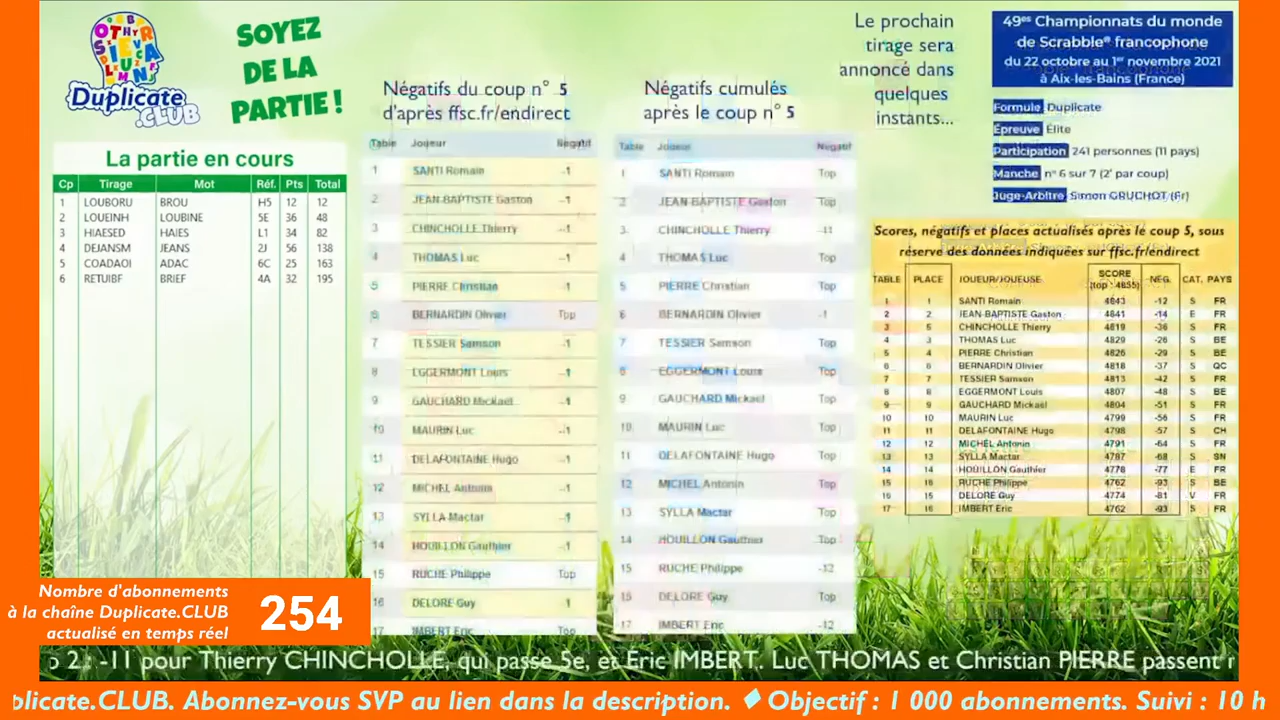 OTHYR
Duplicate
.CLUB
SOYEZ
DE LA
PARTIE !
La partie en cours
Cp Tirage Mot Réf. Pts Total
1 LOUBORU BROU H5 12 12
2 LOUEINH LOUBINE 5E 36 48
3 HIAESED HAIES L1 34 82
4 DEJANSM JEANS 2J 56 138
5 COADAOI ADAC 6C 25 163
6 RETUIBF BRIEF 4A 32 195
Négatifs du coup n° 5
d'après ffsc.fr/endirect
Table Joueur Négatif
1 SANTI Romain -1
2 JEAN-BAPTISTE Gaston -1
3 CHINCHOLLE Thierry -1
4 THOMAS Luc -1
5 PIERRE Christian -1
6 BERNARDIN Olivier Top
7 TESSIER Samson -1
8 EGGERMONT Louis -1
9 GAUCHARD Mickaël -1
10 MAURIN Luc -1
11 DELAFONTAINE Hugo -1
12 MICHEL Antonin -1
13 SYLLA Mactar -1
14 HOUILLON Gauthier -1
15 RUCHE Philippe Top
16 DELORE Guy
17 IMBERT Eric Top
Négatifs cumulés
après le coup n° 5
Table Joueur Négatif
1 SANTI Romain Top
2 JEAN-BAPTISTE Gaston Top
3 CHINCHOLLE Thierry -11
4 THOMAS Luc Top
5 PIERRE Christian Top
6 BERNARDIN Olivier -1
7 TESSIER Samson Top
8 EGGERMONT Louis Top
9 GAUCHARD Mickaël Top
10 MAURIN Luc Top
11 DELAFONTAINE Hugo Top
12 MICHEL Antonin Top
13 SYLLA Mactar Top
14 HOUILLON Gauthier Top
15 RUCHE Philippe -12
DELORE Guy Top
17 IMBERT Eric -12
Le prochain
tirage sera
annoncé dans
quelques
instants...
49es Championnats du monde
de Scrabble® francophone
du 22 octobre au 1er novembre 2021
à Aix-les-Bains (France)
Formule Duplicate
Épreuve Élite
Participation 241 personnes (11 pays)
Manche n° 6 sur 7 (2' par coup)
Juge-Arbitre Simon GRUCHOT (Fr)
Scores, négatifs et places actualisés après le coup 5, sous
réserve des données indiquées sur ffsc.fr/endirect
TABLE PLACE JOUEUR/JOUEUSE SCORE (top : 4855) NÉG. CAT. PAYS
1 1 SANTI Romain 4843 -12 S FR
2 2 JEAN-BAPTISTE Gaston 4841 -14 E FR
3 5 CHINCHOLLE Thierry 4819 -36 S FR
4 3 THOMAS Luc 4829 -26 S BE
5 4 PIERRE Christian 4826 -29 S BE
6 6 BERNARDIN Olivier 4818 -37 S QC
7 7 TESSIER Samson 4813 -42 S FR
8 8 EGGERMONT Louis 4807 -48 S BE
9 9 GAUCHARD Mickaël 4804 -51 S FR
10 10 MAURIN Luc 4799 -56 S FR
11 11 DELAFONTAINE Hugo 4798 -57 S CH
12 12 MICHEL Antonin 4791 -64 S FR
13 13 SYLLA Mactar 4787 -68 S SN
14 14 HOUILLON Gauthier 4778 -77 E FR
15 16 RUCHE Philippe 4762 -93 S BE
16 15 DELORE Guy 4774 -81 V FR
17 16 IMBERT Eric 4762 -93 S FR
Nombre d'abonnements
à la chaîne Duplicate.CLUB
actualisé en temps réel
254
-11 pour Thierry CHINCHOLLE, qui passe 5e, et Éric IMBERT. Luc THOMAS et Christian PIERRE passent
plicate.CLUB. Abonnez-vous SVP au lien dans la description. ♦ Objectif : 1 000 abonnements. Suivi : 10 h